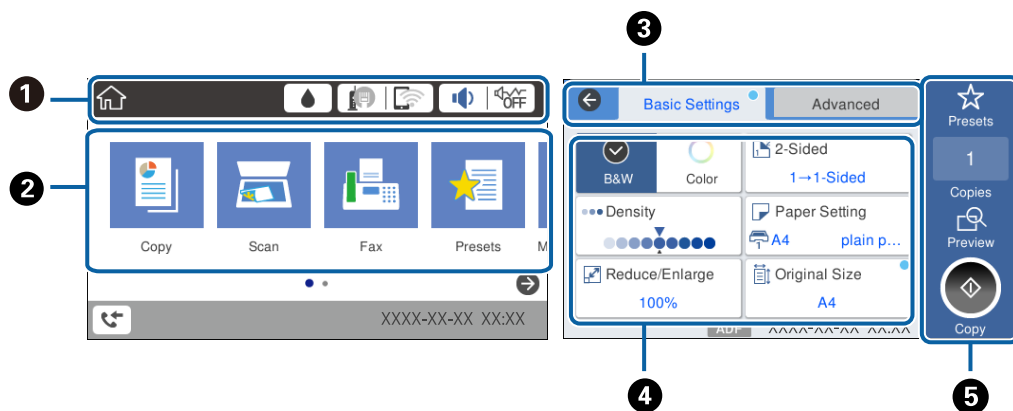 3
1
OFF
2
Copy
Scan
Fax
Presets
M
XXXX-XX-XX XX:XX
Basic Settings
Advanced
B&W
Color
2-Sided
1→1-Sided
Density
Paper Setting
1
A4
plain p...
Reduce/Enlarge
100%
Original Size
A4
ADF
XXXX-XX-XX XX:XX
Presets
1
Copies
Preview
Copy
4
5